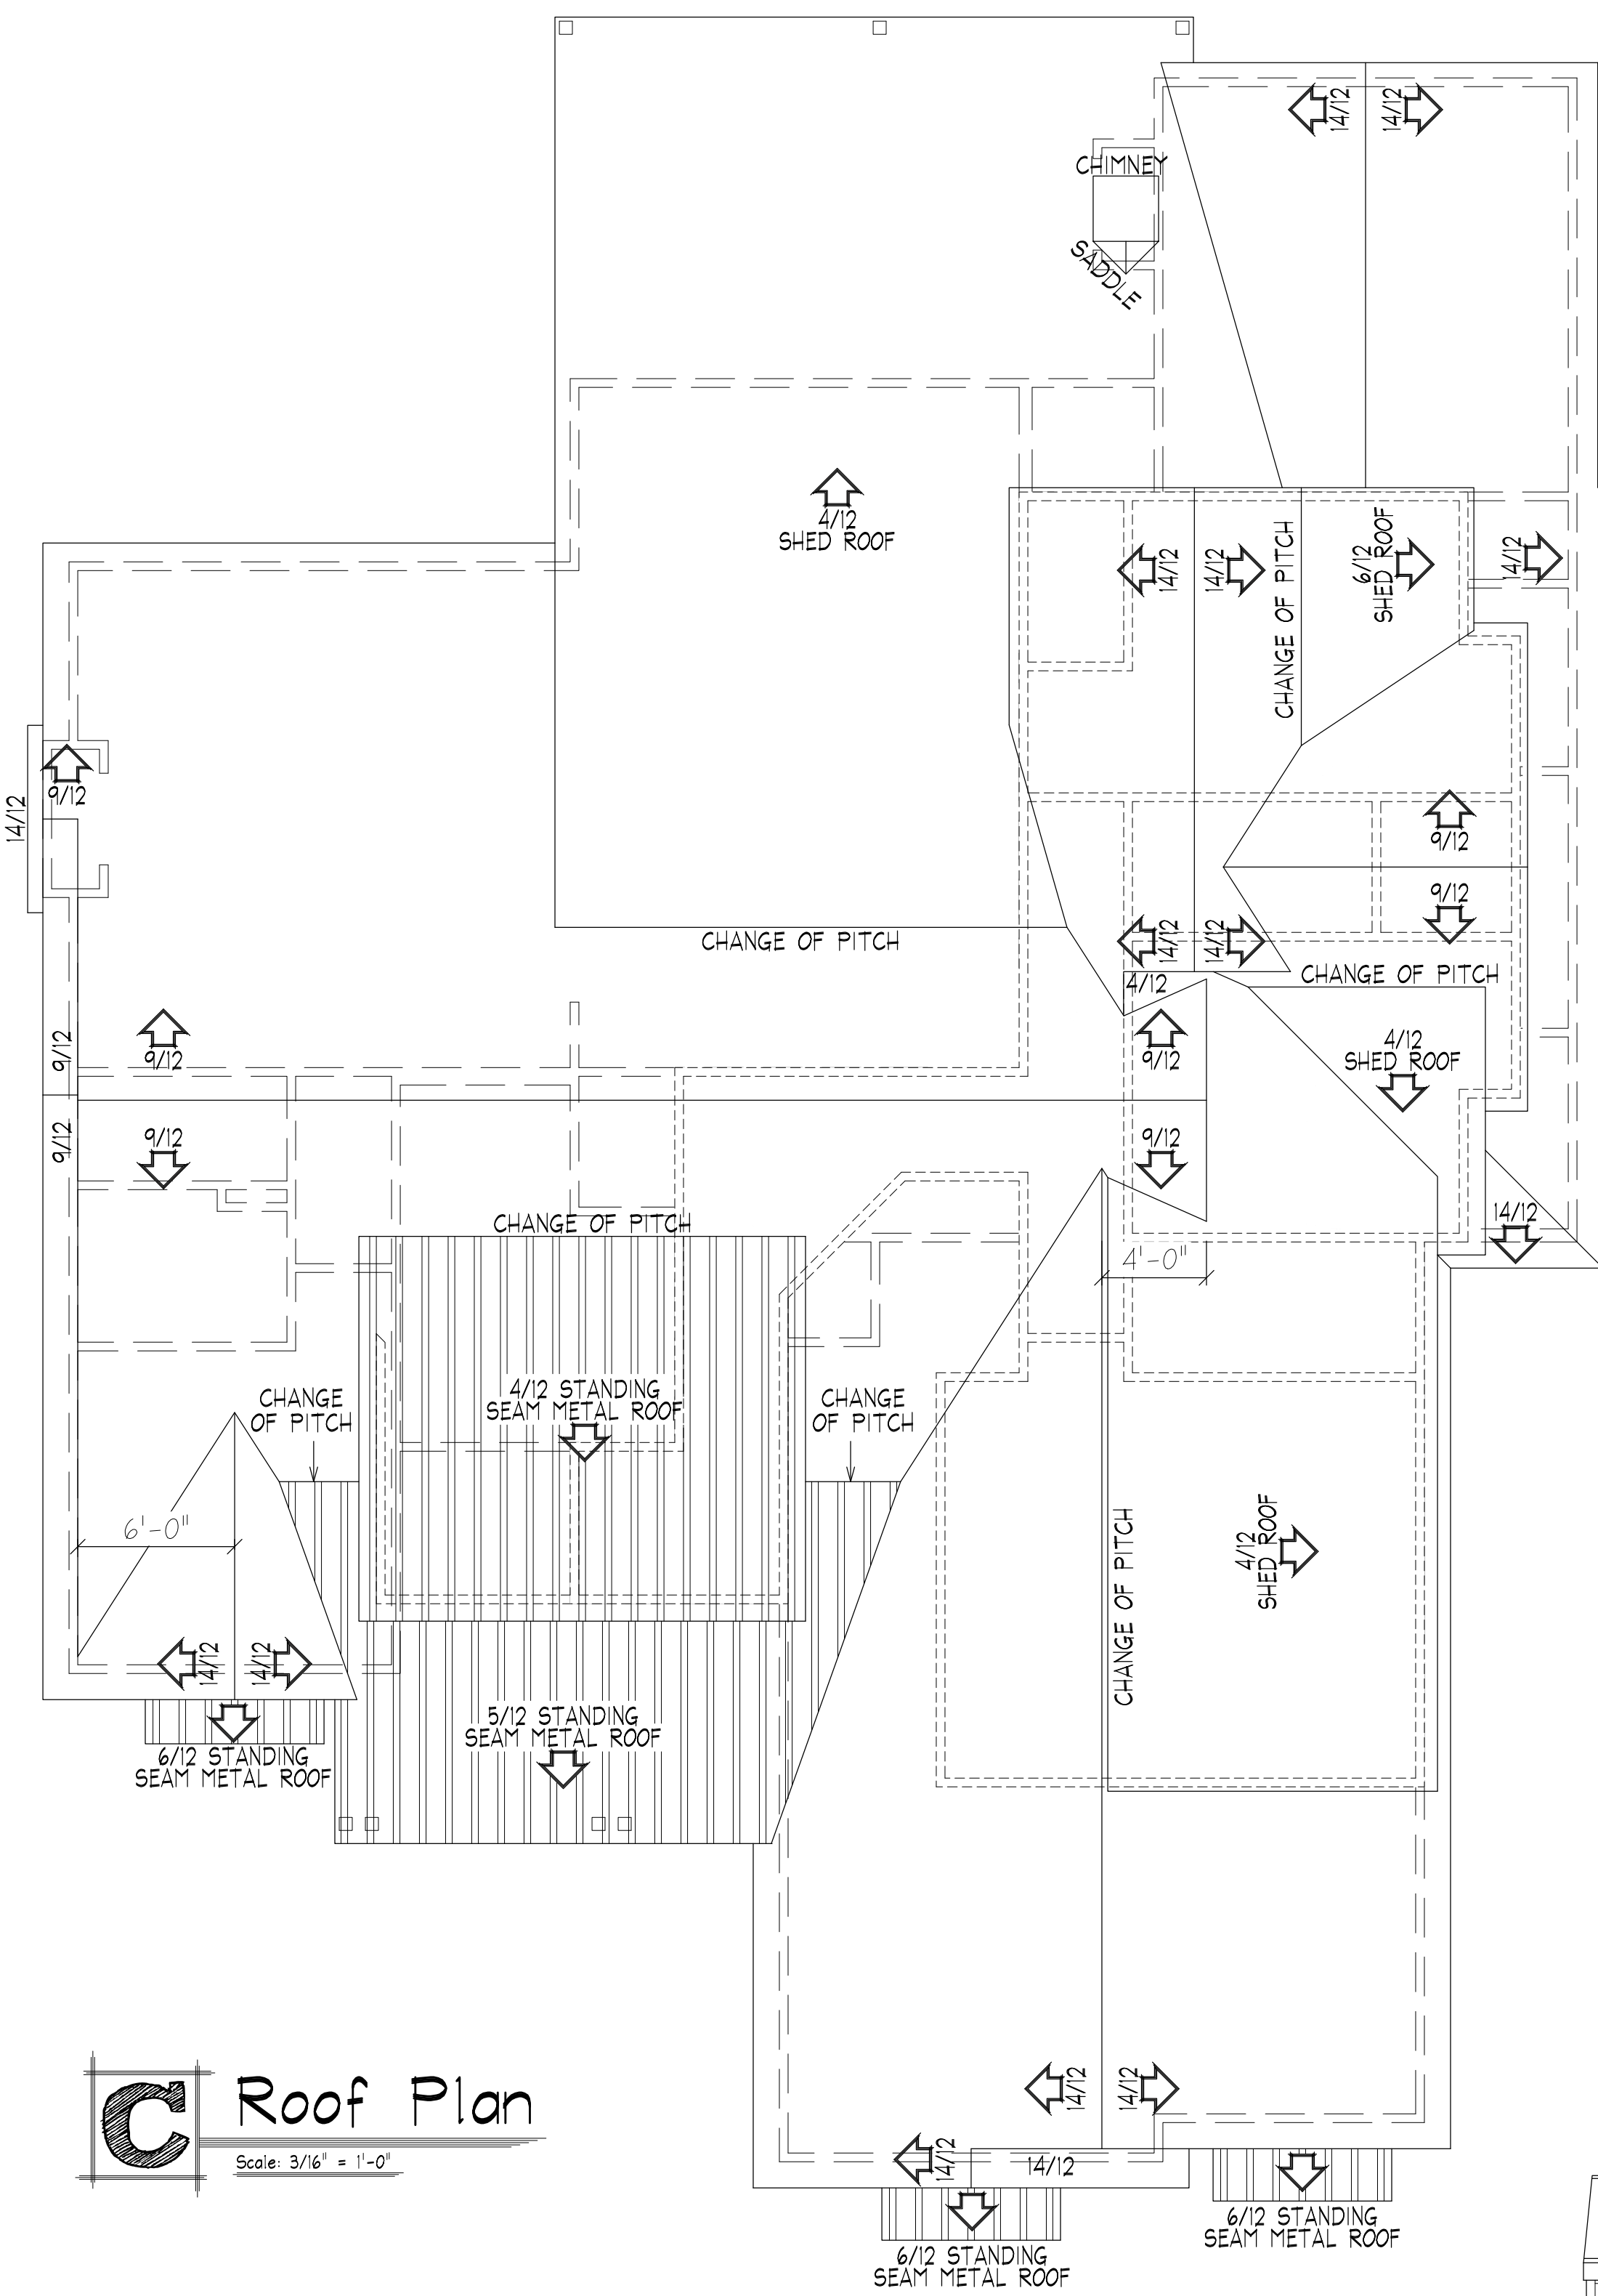 14/12
14/12
CHIMNEY
SADDLE
4/12
SHED ROOF
14/12
14/12
CHANGE OF PITCH
6/12
SHED ROOF
14/12
14/12
9/12
9/12
9/12
CHANGE OF PITCH
14/12
14/12
CHANGE OF PITCH
4/12
9/12
9/12
9/12
4/12
SHED ROOF
9/12
9/12
9/12
14/12
CHANGE OF PITCH
4'-0"
CHANGE
OF PITCH
4/12 STANDING
SEAM METAL ROOF
CHANGE
OF PITCH
6'-0"
CHANGE OF PITCH
4/12
SHED ROOF
14/12
14/12
5/12 STANDING
SEAM METAL ROOF
6/12 STANDING
SEAM METAL ROOF
C
Roof Plan
Scale: 3/16" = 1'-0"
14/12
14/12
14/12
14/12
6/12 STANDING
SEAM METAL ROOF
6/12 STANDING
SEAM METAL ROOF